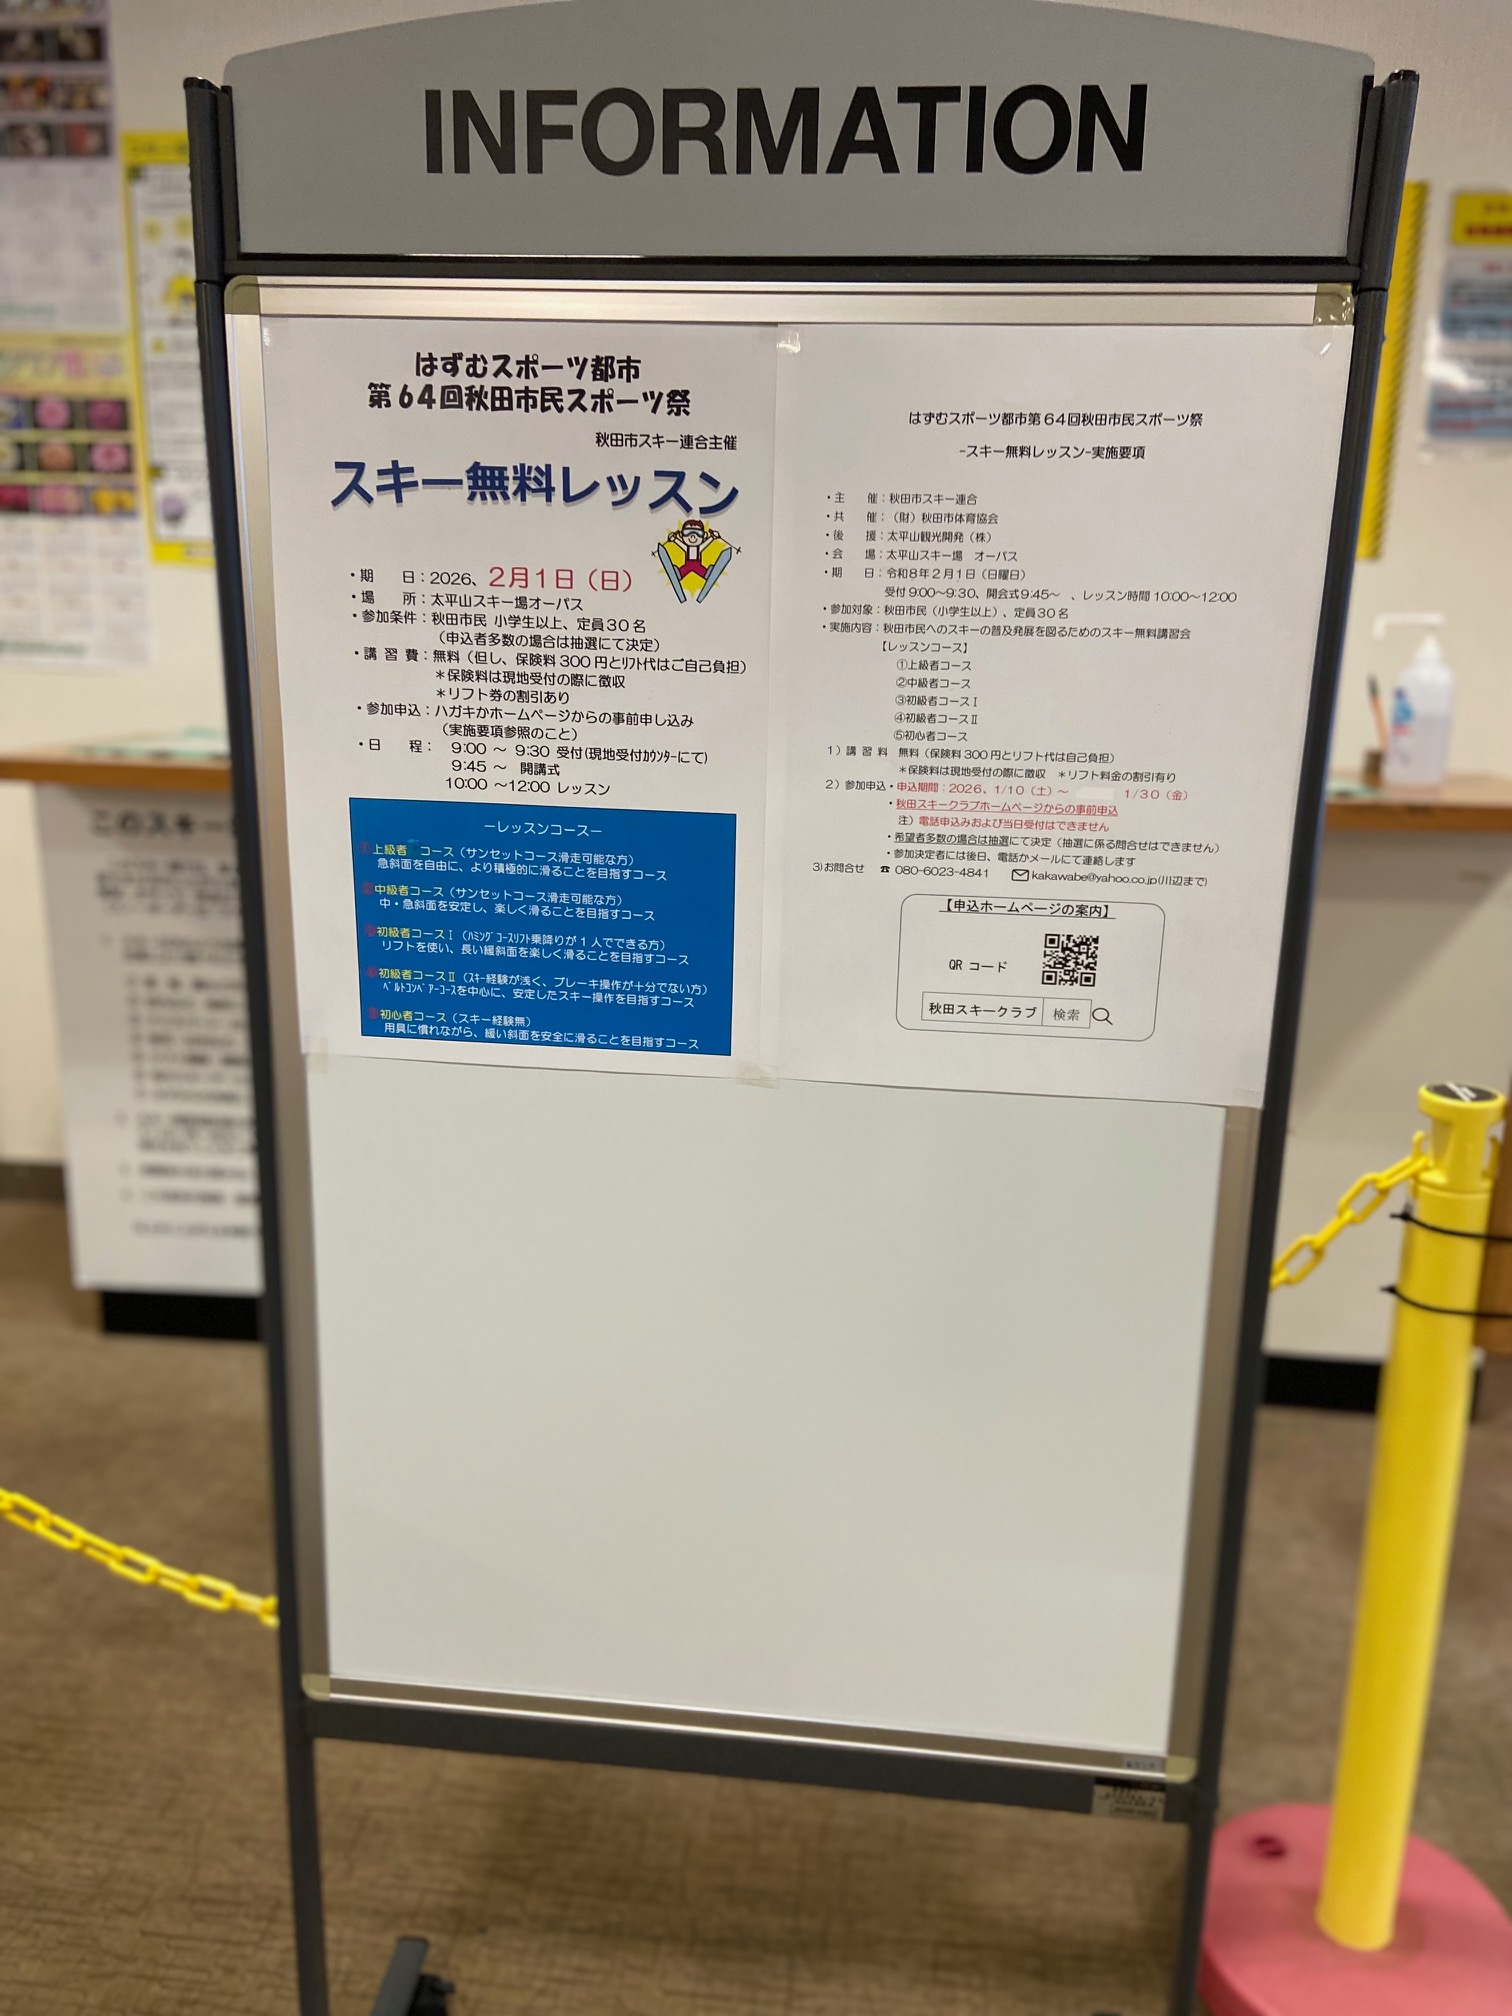 INFORMATION
はずむスポーツ都市
第64回秋田市民スポーツ祭
秋田市スキー連合主催
スキー無料レッスン
・期　日：2026、2月1日（日）
・場　所：太平山スキー場オーパス
・参加条件：秋田市民 小学生以上、定員30名
（申込者多数の場合は抽選にて決定）
・講習費：無料（但し、保険料300円とﾘﾌﾄ代はご自己負担）
＊保険料は現地受付の際に徴収
＊リフト券の割引あり
・参加申込：ハガキかホームページからの事前申し込み
（実施要項参照のこと）
・日　程：　9:00 ～ 9:30 受付(現地受付ｶｳﾝﾀｰにて)
9:45 ～ 開講式
10:00 ～12:00 レッスン
－レッスンコース－
①上級者　コース（サンセットコース滑走可能な方）
急斜面を自由に、より積極的に滑ることを目指すコース
②中級者コース（サンセットコース滑走可能な方）
中・急斜面を安定し、楽しく滑ることを目指すコース
③初級者コースⅠ（ﾊﾐﾝｸﾞｺｰｽﾘﾌﾄ乗降りが１人でできる方）
リフトを使い、長い緩斜面を楽しく滑ることを目指すコース
④初級者コースⅡ（ｽｷｰ経験が浅く、ブレーキ操作が十分でない方）
ﾍﾞﾙﾄｺﾝﾍﾞｱｰｺｰｽを中心に、安定したスキー操作を目指すコース
⑤初心者コース（スキー経験無）
用具に慣れながら、緩い斜面を安全に滑ることを目指すコース
はずむスポーツ都市第64回秋田市民スポーツ祭
-スキー無料レッスン-実施要項
・主　催：秋田市スキー連合
・共　催：（財）秋田市体育協会
・後　援：太平山観光開発（株）
・会　場：太平山スキー場　オーパス
・期　日：令和8年2月1日（日曜日）
受付9:00～9:30、開会式9:45～　、レッスン時間10:00～12:00
・参加対象：秋田市民（小学生以上）、定員30名
・実施内容：秋田市民へのスキーの普及発展を図るためのスキー無料講習会
【レッスンコース】
①上級者コース
②中級者コース
③初級者コースⅠ
④初級者コースⅡ
⑤初心者コース
1）講 習 料　無料（保険料300円とリフト代は自己負担）
＊保険料は現地受付の際に徴収　＊リフト料金の割引有り
2）参加申込・申込期間：2026、1/10（土）～　1/30（金）
・秋田スキークラブホームページからの事前申込
注）電話申込みおよび当日受付はできません
・希望者多数の場合は抽選にて決定（抽選に係る問合せはできません）
・参加決定者には後日、電話かメールにて連絡します
3)お問合せ　☎ 080-6023-4841　kakawabe@yahoo.co.jp(川辺まで)
【申込ホームページの案内】
QR コード
秋田スキークラブ　検索
このスキー